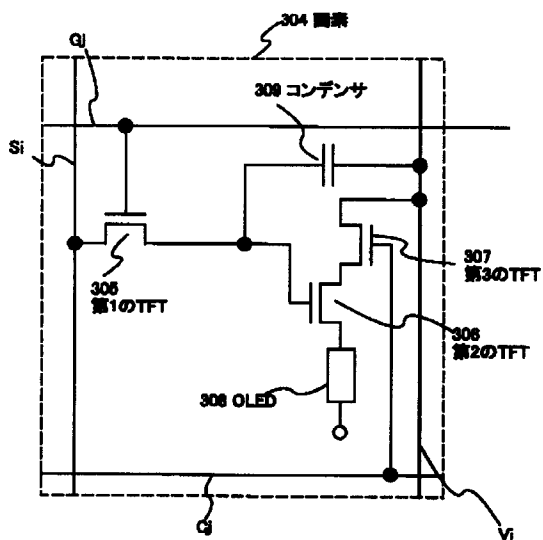 304 画素
Gj
309 コンデンサ
Si
305
第1のTFT
307
第3のTFT
306
第2のTFT
308 OLED
Cj
Vi